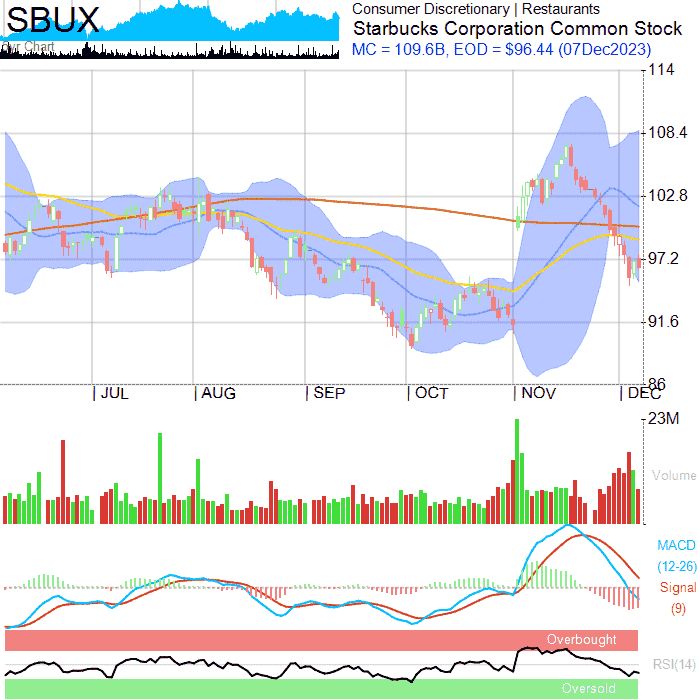 SBUX
5yr Chart
Consumer Discretionary | Restaurants
Starbucks Corporation Common Stock
MC = 109.6B, EOD = $96.44 (07Dec2023)
114
108.4
102.8
97.2
91.6
86
JUL
AUG
SEP
OCT
NOV
DEC
23M
Volume
MACD
(12-26)
Signal
(9)
Overbought
RSI(14)
Oversold